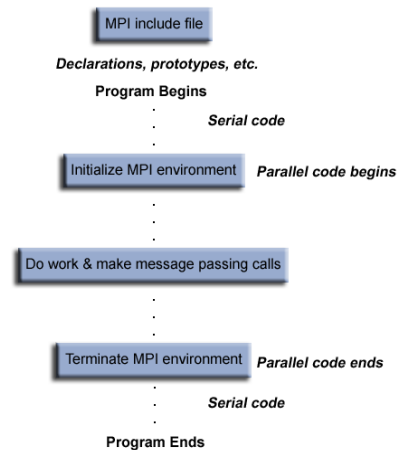 MPI include file
Declarations, prototypes, etc.
Program Begins
Serial code
Initialize MPI environment
Parallel code begins
Do work & make message passing calls
Terminate MPI environment
Parallel code ends
Serial code
Program Ends